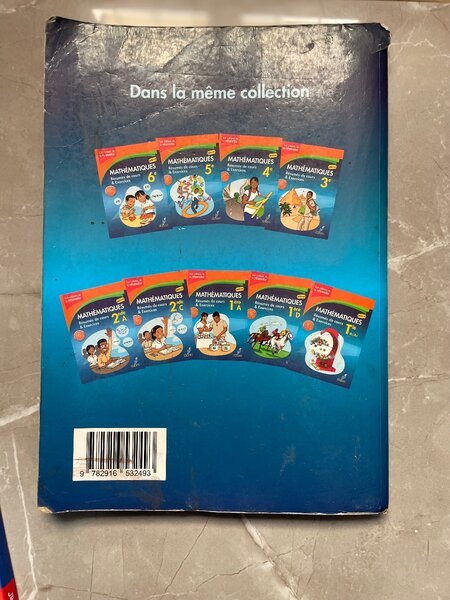 Dans la même collection
MATHÉMATIQUES
6e
Résumés de cours
& Exercices
MATHÉMATIQUES
5e
Résumés de cours
& Exercices
MATHÉMATIQUES
4e
Résumés de cours
& Exercices
MATHÉMATIQUES
3e
Résumés de cours
& Exercices
MATHÉMATIQUES
2nde A
Résumés de cours
& Exercices
MATHÉMATIQUES
2nde C
Résumés de cours
& Exercices
MATHÉMATIQUES
1ère A
Résumés de cours
& Exercices
MATHÉMATIQUES
1ère D
Résumés de cours
& Exercices
MATHÉMATIQUES
Tle
Résumés de cours
& Exercices
9 782916 532493